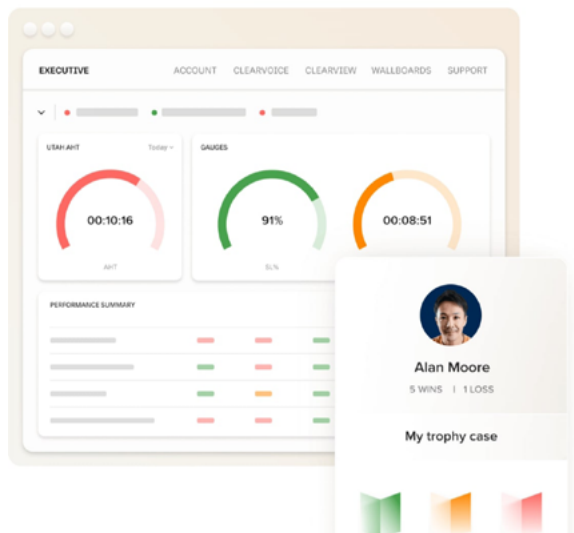 EXECUTIVE ACCOUNT CLEARVOICE CLEARVIEW WALLBOARDS SUPPORT
UTAH AHT Today GAUGES
00:10:16 91% 00:08:51
AHT SL%
PERFORMANCE SUMMARY
Alan Moore
5 WINS | 1 LOSS
My trophy case